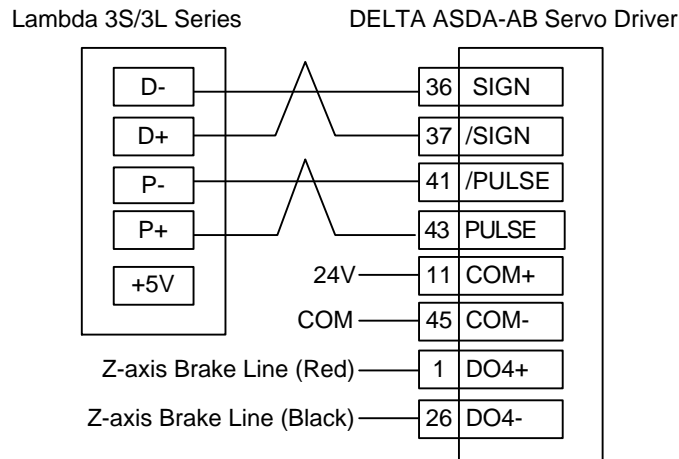 Lambda 3S/3L Series
DELTA ASDA-AB Servo Driver
D-
36 SIGN
D+
37 /SIGN
P-
41 /PULSE
P+
43 PULSE
+5V
24V 11 COM+
COM 45 COM-
Z-axis Brake Line (Red) 1 DO4+
Z-axis Brake Line (Black) 26 DO4-